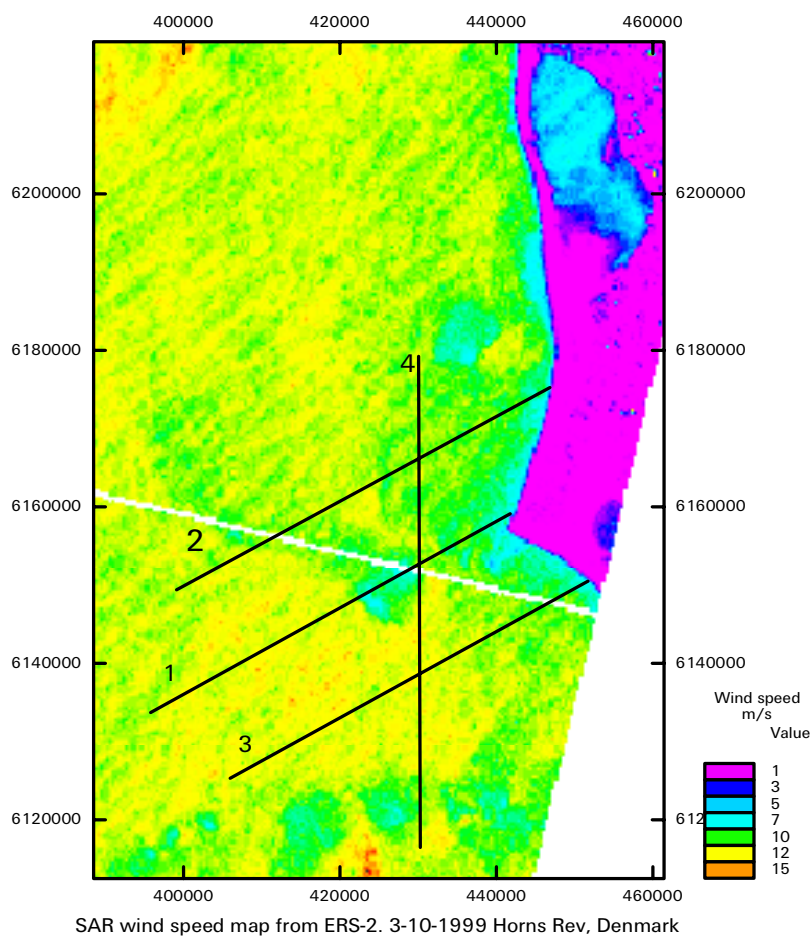 400000 420000 440000 460000
6200000 6200000
4
6180000 6180000
6160000 6160000
2
1
6140000 6140000
3
Wind speed
m/s
Value
1
3
5
7
10
12
15
6120000 612
400000 420000 440000 460000
SAR wind speed map from ERS-2. 3-10-1999 Horns Rev, Denmark